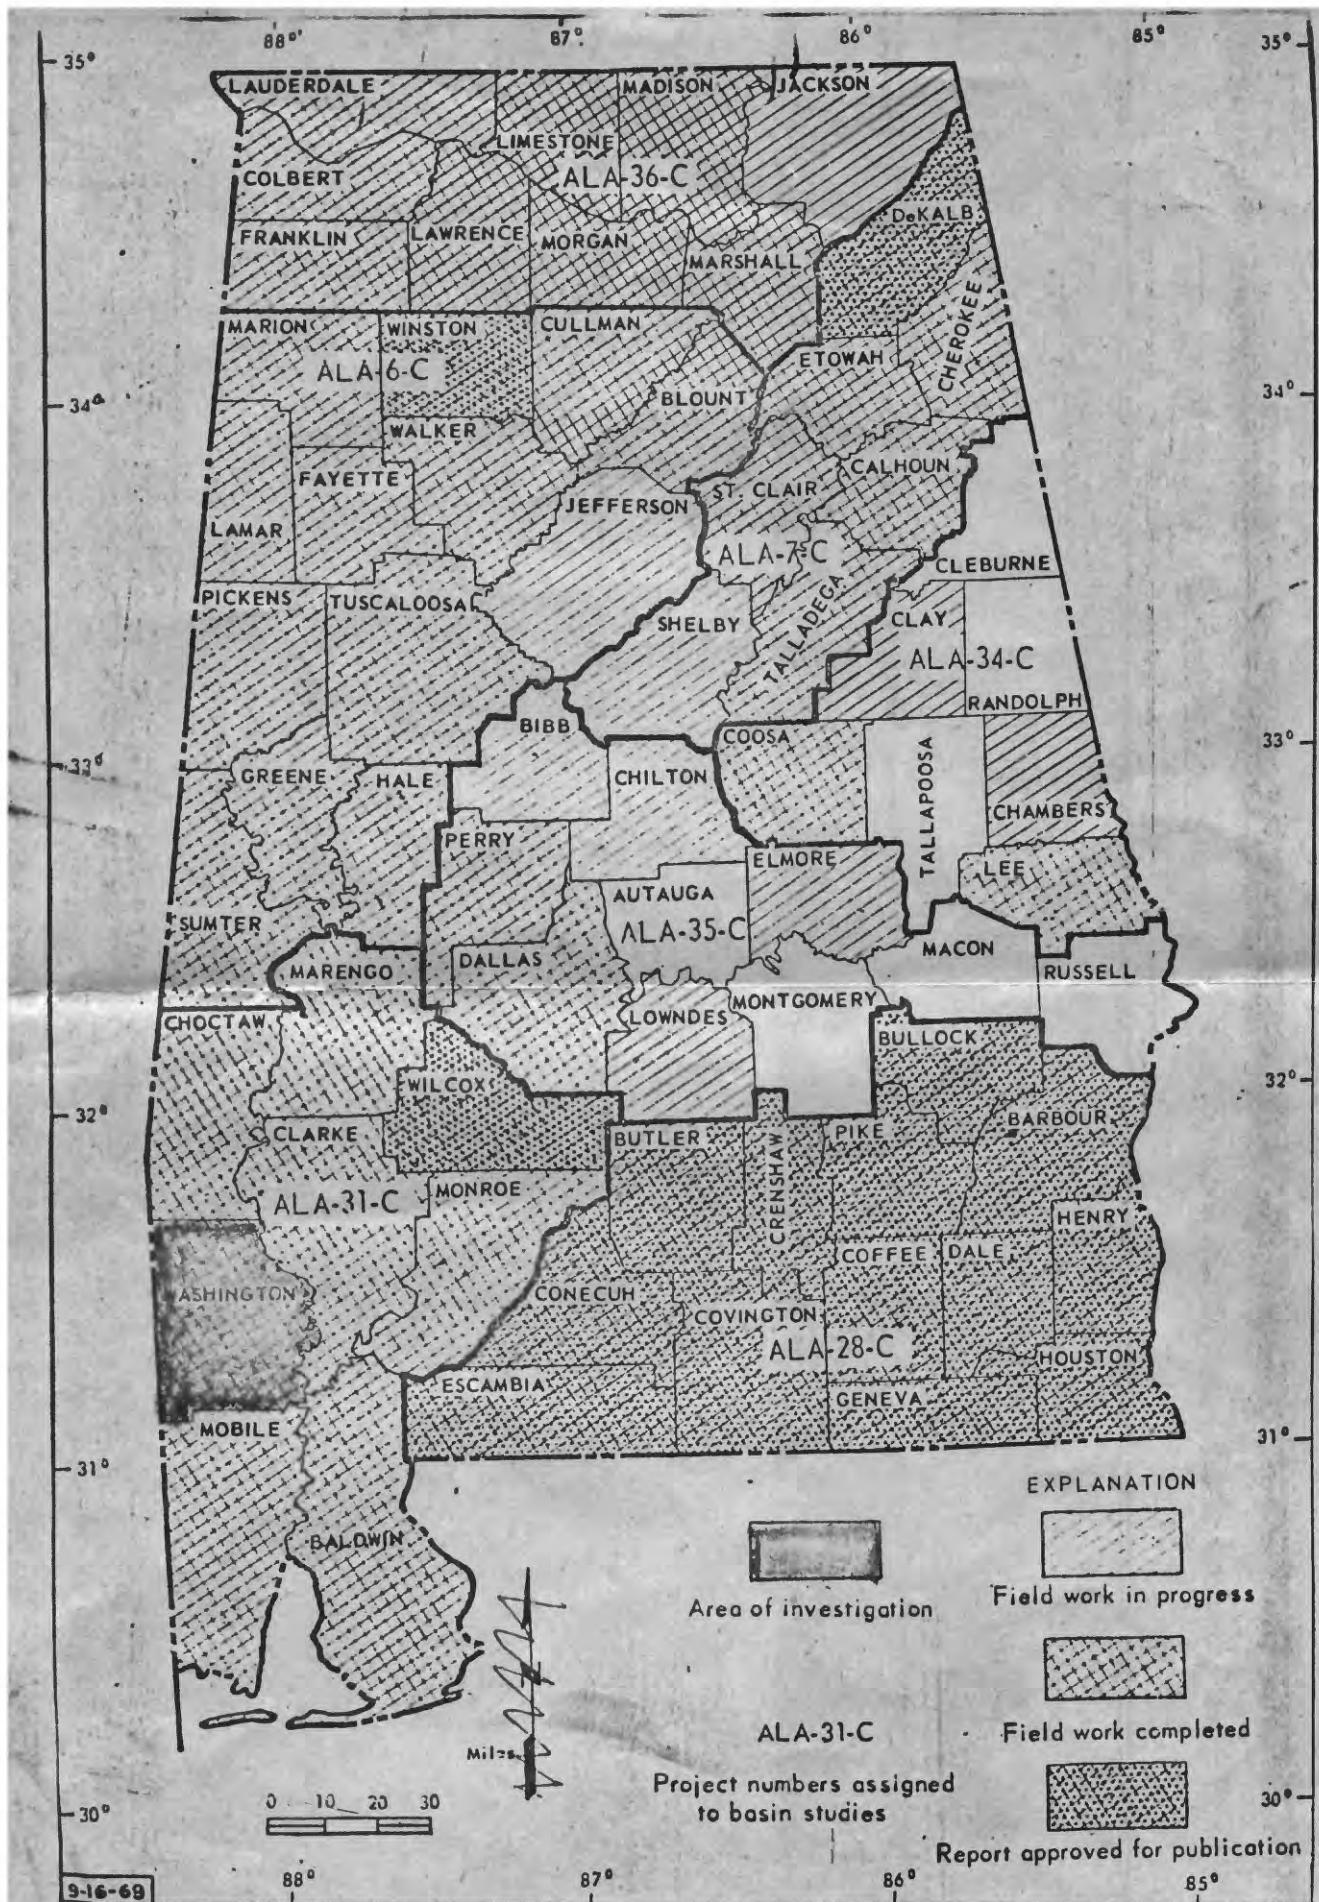 88°
87°
86°
85°
35°
35°
LAUDERDALE
MADISON
JACKSON
LIMESTONE
COLBERT
ALA-36-C
DeKALB
FRANKLIN
LAWRENCE
MORGAN
MARSHALL
CHEROKEE
MARION
WINSTON
CULLMAN
ETOWAH
ALA-6-C
BLOUNT
34°
34°
WALKER
CALHOUN
FAYETTE
ST. CLAIR
JEFFERSON
LAMAR
ALA-7-C
CLEBURNE
PICKENS
TUSCALOOSA
SHELBY
TALLADEGA
CLAY
ALA-34-C
RANDOLPH
BIBB
COOSA
33°
33°
GREENE
HALE
CHILTON
TALLAPOOSA
CHAMBERS
PERRY
ELMORE
LEE
AUTAUGA
SUMTER
ALA-35-C
MARENGO
DALLAS
MACON
RUSSELL
MONTGOMERY
CHOCTAW
LOWNDES
BULLOCK
WILCOX
32°
32°
BARBOUR
CLARKE
BUTLER
CRENSHAW
PIKE
MONROE
ALA-31-C
HENRY
COFFEE
DALE
WASHINGTON
CONECUH
COVINGTON
ALA-28-C
HOUSTON
ESCAMBIA
GENEVA
MOBILE
31°
31°
EXPLANATION
BALDWIN
Area of investigation
Field work in progress
ALA-31-C
Field work completed
Miles
Project numbers assigned
to basin studies
0 10 20 30
30°
30°
Report approved for publication
9-16-69
88°
87°
86°
85°